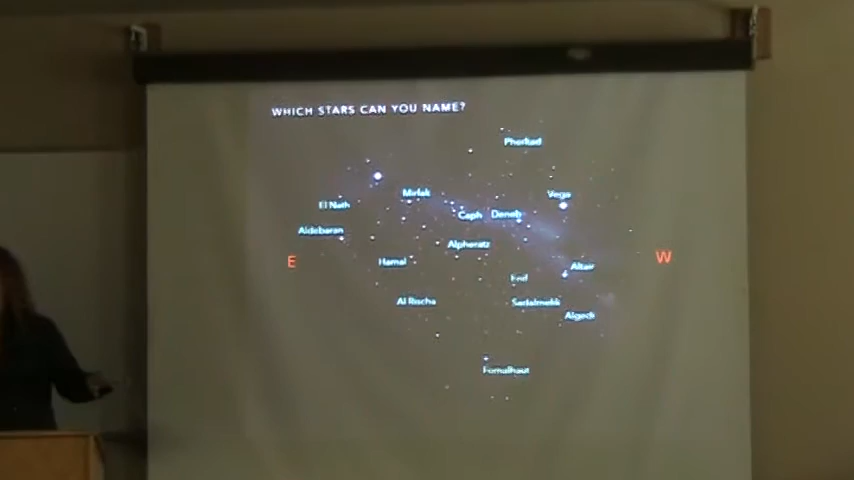 WHICH STARS CAN YOU NAME?
Pherkad
Mirfak
Vega
El Nath
Caph
Deneb
Aldebaran
Alpheratz
E
Hamal
W
Altair
Enif
Al Rischa
Sadalmelik
Algedi
Fomalhaut